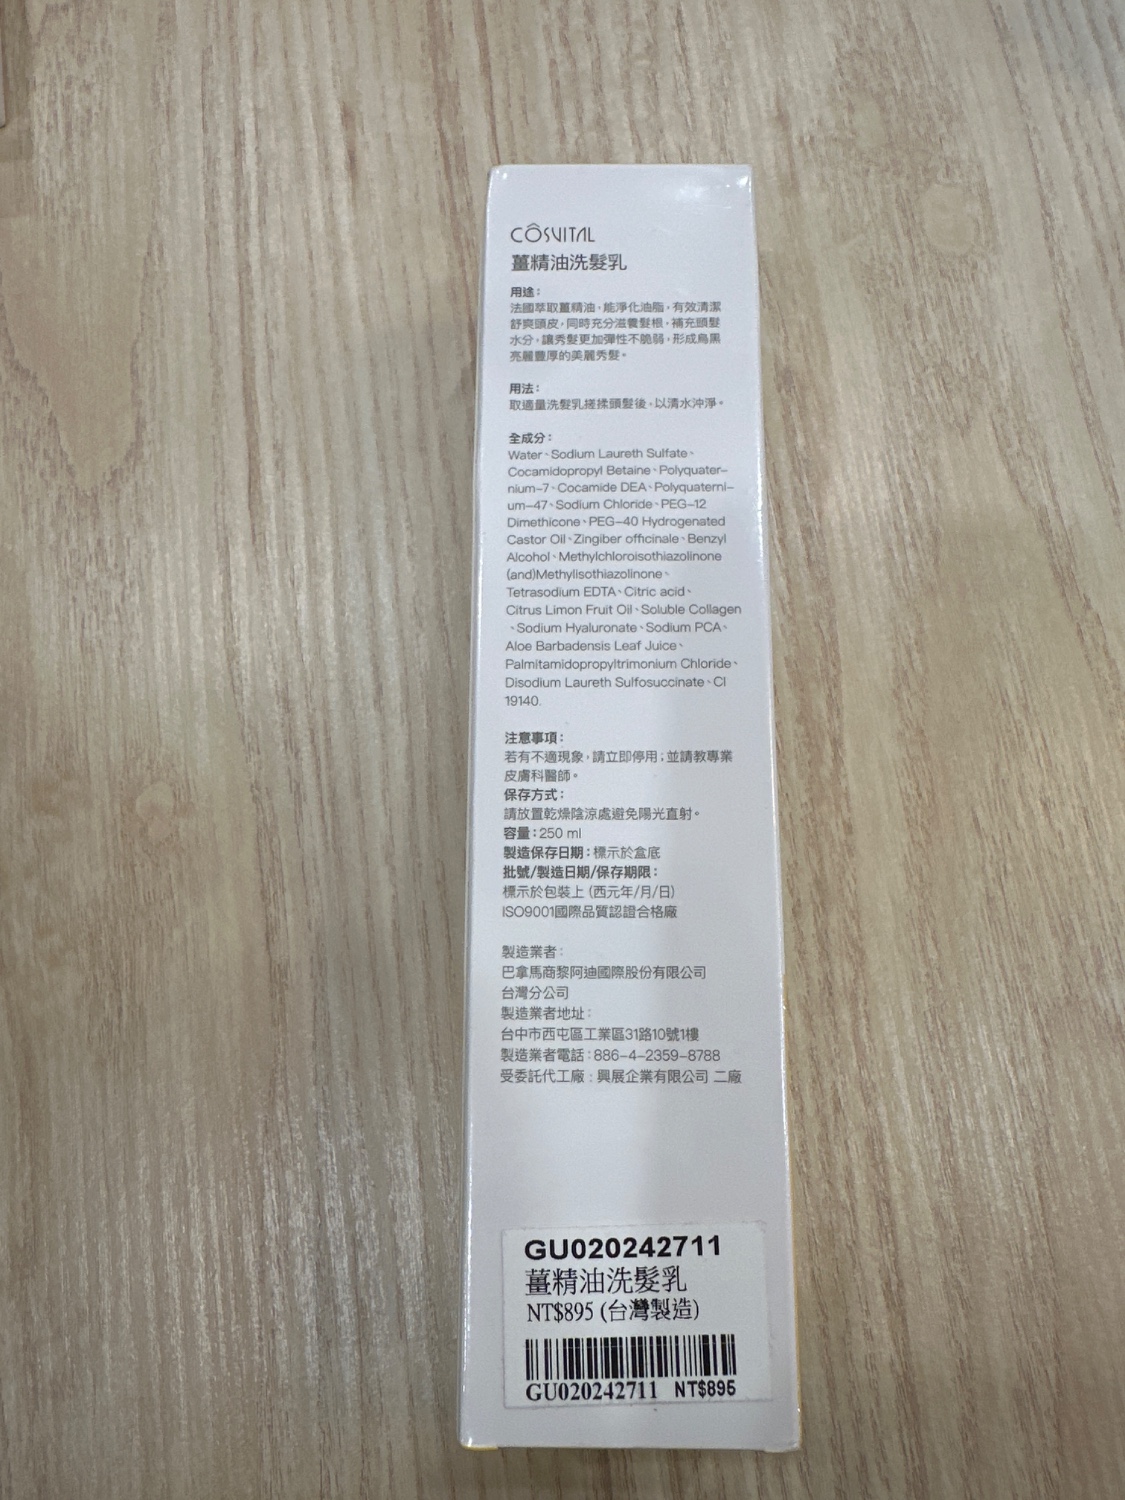 CÔSVITAL
薑精油洗髮乳
用途：
法國萃取薑精油，能淨化油脂，有效清潔
舒爽頭皮，同時充分滋養髮根，補充頭髮
水分，讓秀髮更加彈性不脆弱，形成烏黑
亮麗豐厚的美麗秀髮。
用法：
取適量洗髮乳搓揉頭髮後，以清水沖淨。
全成分：
Water、Sodium Laureth Sulfate、
Cocamidopropyl Betaine、Polyquater-
nium-7、Cocamide DEA、Polyquaterni-
um-47、Sodium Chloride、PEG-12
Dimethicone、PEG-40 Hydrogenated
Castor Oil、Zingiber officinale、Benzyl
Alcohol、Methylchloroisothiazolinone
(and)Methylisothiazolinone、
Tetrasodium EDTA、Citric acid、
Citrus Limon Fruit Oil、Soluble Collagen
、Sodium Hyaluronate、Sodium PCA、
Aloe Barbadensis Leaf Juice、
Palmitamidopropyltrimonium Chloride、
Disodium Laureth Sulfosuccinate、CI
19140.
注意事項：
若有不適現象，請立即停用；並請教專業
皮膚科醫師。
保存方式：
請放置乾燥陰涼處避免陽光直射。
容量：250 ml
製造保存日期：標示於盒底
批號/製造日期/保存期限：
標示於包裝上 (西元年/月/日)
ISO9001國際品質認證合格廠
製造業者：
巴拿馬商黎阿迪國際股份有限公司
台灣分公司
製造業者地址：
台中市西屯區工業區31路10號1樓
製造業者電話：886-4-2359-8788
受委託代工廠：興展企業有限公司 二廠
GU020242711
薑精油洗髮乳
NT$895 (台灣製造)
GU020242711 NT$895